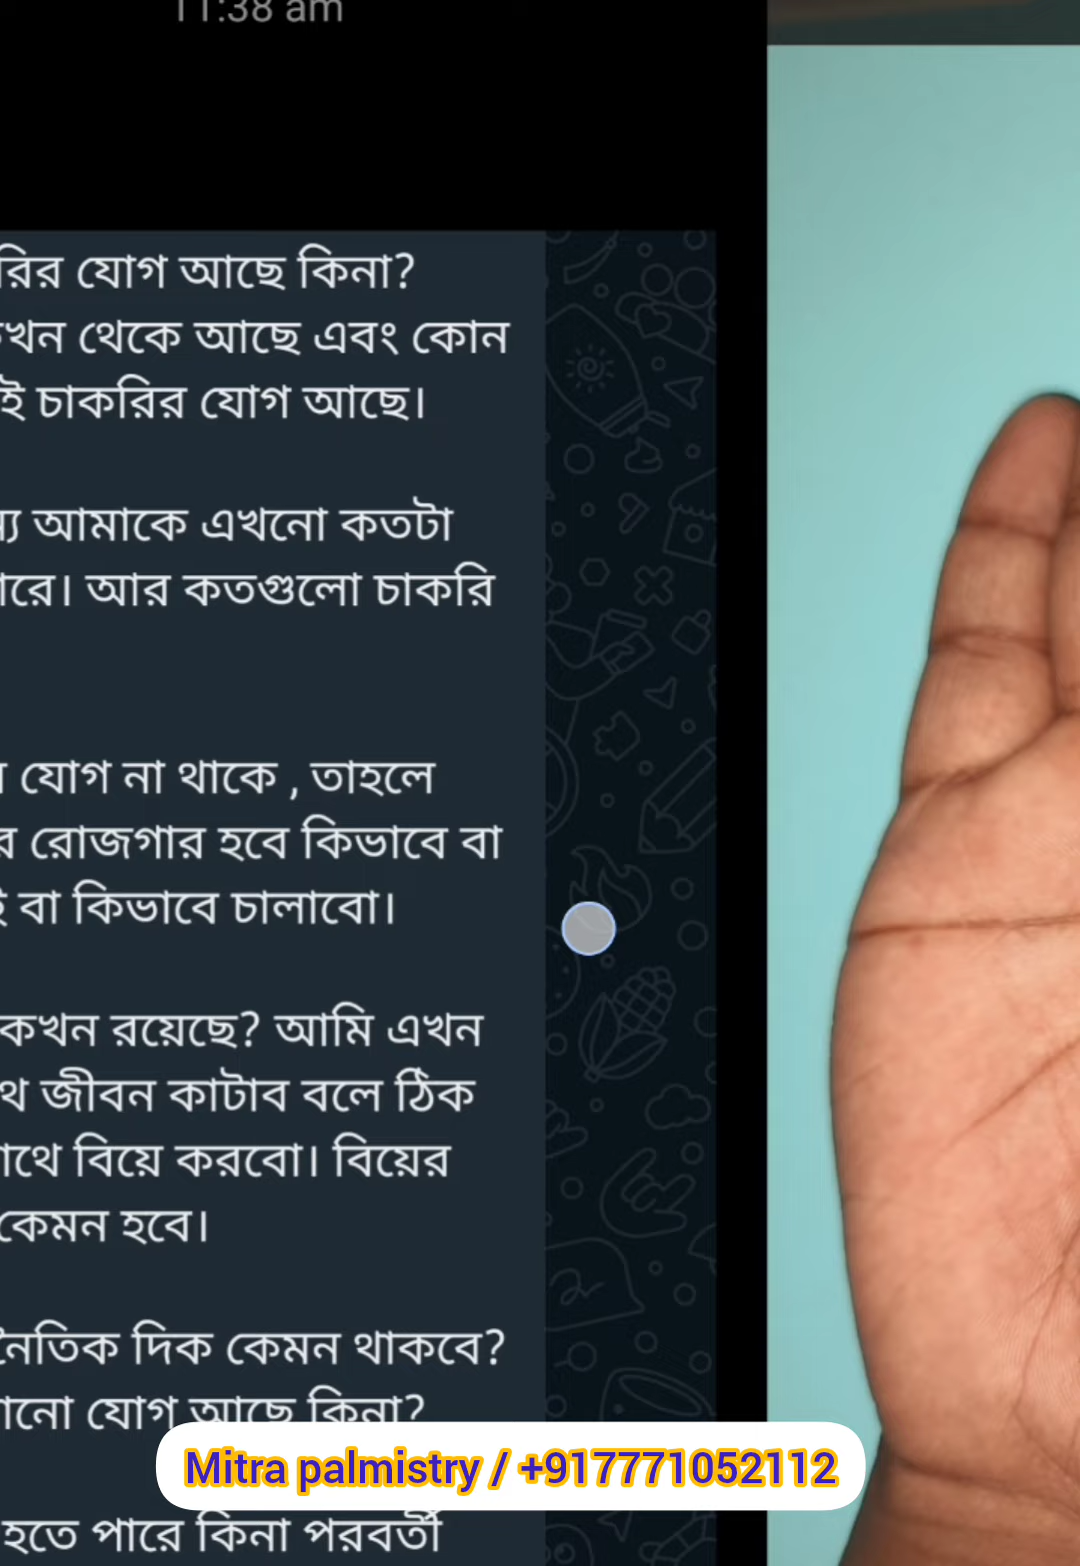 11:38 am
যোগ আছে কিনা?
থেকে আছে এবং কোন
চাকরির যোগ আছে।
আমাকে এখনো কতটা
আর কতগুলো চাকরি
যোগ না থাকে , তাহলে
রোজগার হবে কিভাবে বা
বা কিভাবে চালাবো।
কখন রয়েছে? আমি এখন
জীবন কাটাব বলে ঠিক
বিয়ে করবো। বিয়ের
কেমন হবে।
দিক কেমন থাকবে?
যোগ আছে কিনা?
Mitra palmistry / +917771052112
হতে পারে কিনা পরবর্তী